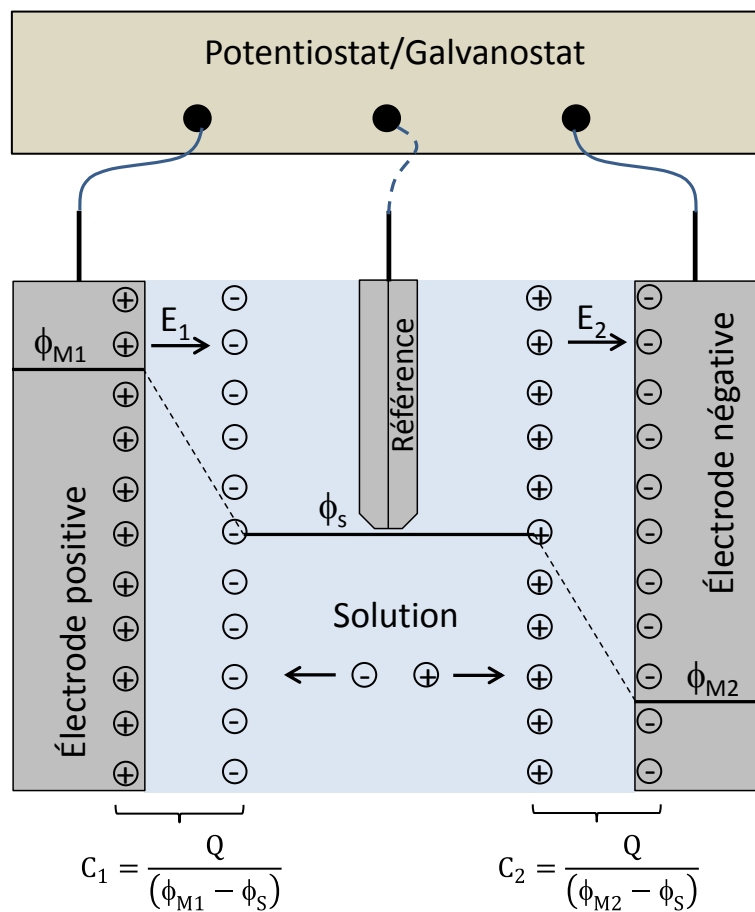 Potentiostat/Galvanostat
E₁
E₂
ϕM1
Référence
Électrode positive
Électrode négative
ϕs
Solution
ϕM2
C₁ = Q / (ϕM1 − ϕS)
C₂ = Q / (ϕM2 − ϕS)